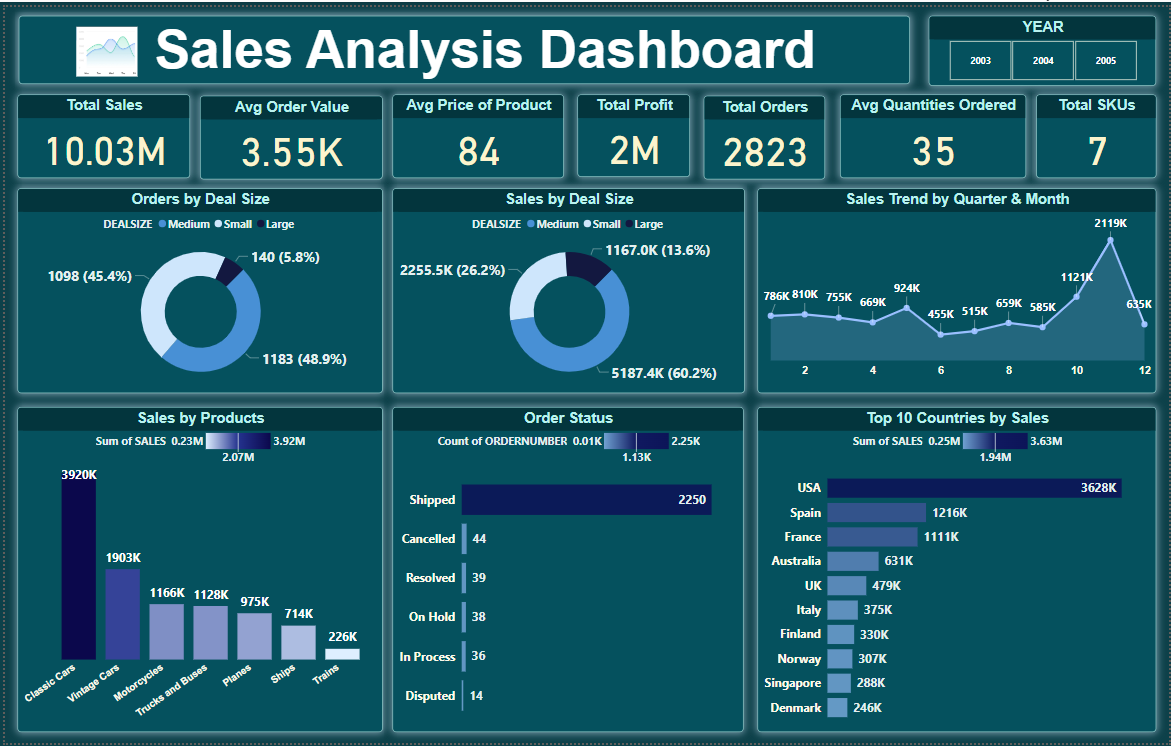 Sales Analysis Dashboard
YEAR
2003 2004 2005
Total Sales
10.03M
Avg Order Value
3.55K
Avg Price of Product
84
Total Profit
2M
Total Orders
2823
Avg Quantities Ordered
35
Total SKUs
7
Orders by Deal Size
DEALSIZE Medium Small Large
140 (5.8%)
1098 (45.4%)
1183 (48.9%)
Sales by Deal Size
DEALSIZE Medium Small Large
1167.0K (13.6%)
2255.5K (26.2%)
5187.4K (60.2%)
Sales Trend by Quarter & Month
786K 810K 755K 669K 924K 455K 515K 659K 585K 1121K 2119K 635K
2 4 6 8 10 12
Sales by Products
Sum of SALES 0.23M 3.92M
2.07M
3920K
1903K
1166K
1128K
975K
714K
226K
Classic Cars
Vintage Cars
Motorcycles
Trucks and Buses
Planes
Ships
Trains
Order Status
Count of ORDERNUMBER 0.01K 2.25K
1.13K
Shipped 2250
Cancelled 44
Resolved 39
On Hold 38
In Process 36
Disputed 14
Top 10 Countries by Sales
Sum of SALES 0.25M 3.63M
1.94M
USA 3628K
Spain 1216K
France 1111K
Australia 631K
UK 479K
Italy 375K
Finland 330K
Norway 307K
Singapore 288K
Denmark 246K